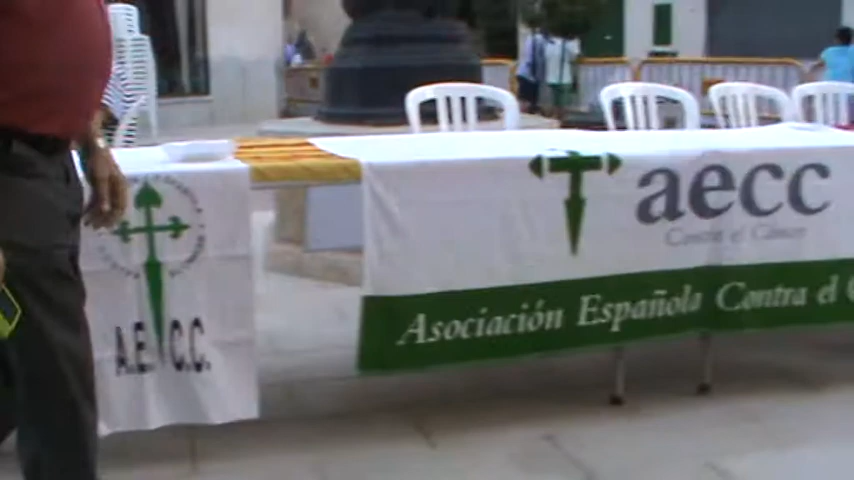 aecc
Contra el Cáncer
Asociación Española Contra el
A.E.C.C.